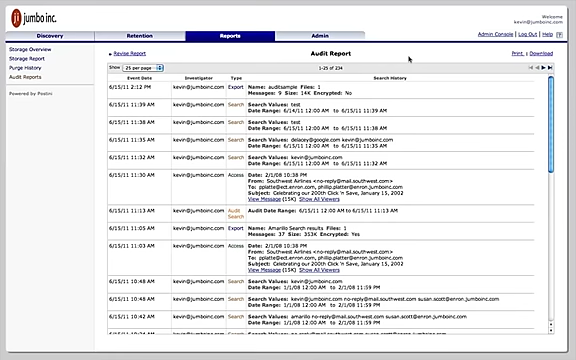 jumbo inc.
Welcome
kevin@jumboinc.com
Discovery Retention Reports Admin
Admin Console | Log Out | Help
Storage Overview
Storage Report
Purge History
Audit Reports
Powered by Postini
Revise Report
Audit Report
Print Download
Show 25 per page 1-25 of 234
Event Date Investigator Type Search History
6/15/11 2:12 PM kevin@jumboinc.com Export Name: auditsample Files: 1
Messages: 9 Size: 14K Encrypted: No
6/15/11 11:39 AM kevin@jumboinc.com Search Search Values: test
Date Range: 6/14/11 12:00 AM to 6/15/11 11:39 AM
6/15/11 11:38 AM kevin@jumboinc.com Search Search Values: test
Date Range: 6/15/11 12:00 AM to 6/15/11 11:38 AM
6/15/11 11:35 AM kevin@jumboinc.com Search Search Values: delacey@google.com kevin@jumboinc.com
Date Range: 6/15/11 12:00 AM to 6/15/11 11:35 AM
6/15/11 11:32 AM kevin@jumboinc.com Search Search Values: kevin@jumboinc.com
Date Range: 6/15/11 12:00 AM to 6/15/11 11:32 AM
6/15/11 11:30 AM kevin@jumboinc.com Access Date: 2/1/08 10:38 PM
From: Southwest Airlines <no-reply@mail.southwest.com>
To: pplatte@ect.enron.com, phillip.platter@enron.jumboinc.com
Subject: Celebrating our 200th Click 'n Save, January 15, 2002
View Message (15K) Show All Viewers
6/15/11 11:13 AM kevin@jumboinc.com Audit Search Audit Date Range: 6/15/11 12:00 AM to 6/15/11 11:13 AM
6/15/11 11:05 AM kevin@jumboinc.com Export Name: Amarillo Search results Files: 1
Messages: 37 Size: 353K Encrypted: Yes
6/15/11 11:03 AM kevin@jumboinc.com Access Date: 2/1/08 10:38 PM
From: Southwest Airlines <no-reply@mail.southwest.com>
To: pplatte@ect.enron.com, phillip.platter@enron.jumboinc.com
Subject: Celebrating our 200th Click 'n Save, January 15, 2002
View Message (15K) Show All Viewers
6/15/11 10:48 AM kevin@jumboinc.com Search Search Values: kevin@jumboinc.com
Date Range: 1/1/08 12:00 AM to 2/1/08 11:59 PM
6/15/11 10:48 AM kevin@jumboinc.com Search Search Values: kevin@jumboinc.com no-reply@mail.southwest.com susan.scott@enron.jumboinc.com
Date Range: 1/1/08 12:00 AM to 2/1/08 11:59 PM
6/15/11 10:42 AM kevin@jumboinc.com Search Search Values: amarillo no-reply@mail.southwest.com susan.scott@enron.jumboinc.com
Date Range: 1/1/08 12:00 AM to 2/1/08 11:59 PM